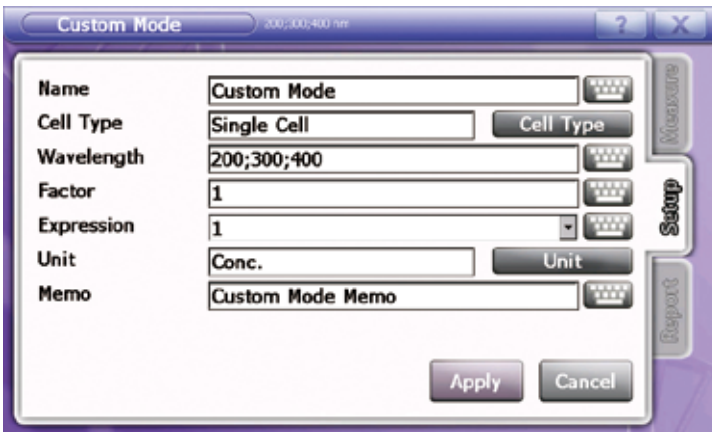 Custom Mode 200;300;400 nm ? X
Name Custom Mode
Cell Type Single Cell Cell Type
Wavelength 200;300;400
Factor 1
Expression 1
Unit Conc. Unit
Memo Custom Mode Memo
Apply Cancel
Measure
Setup
Report